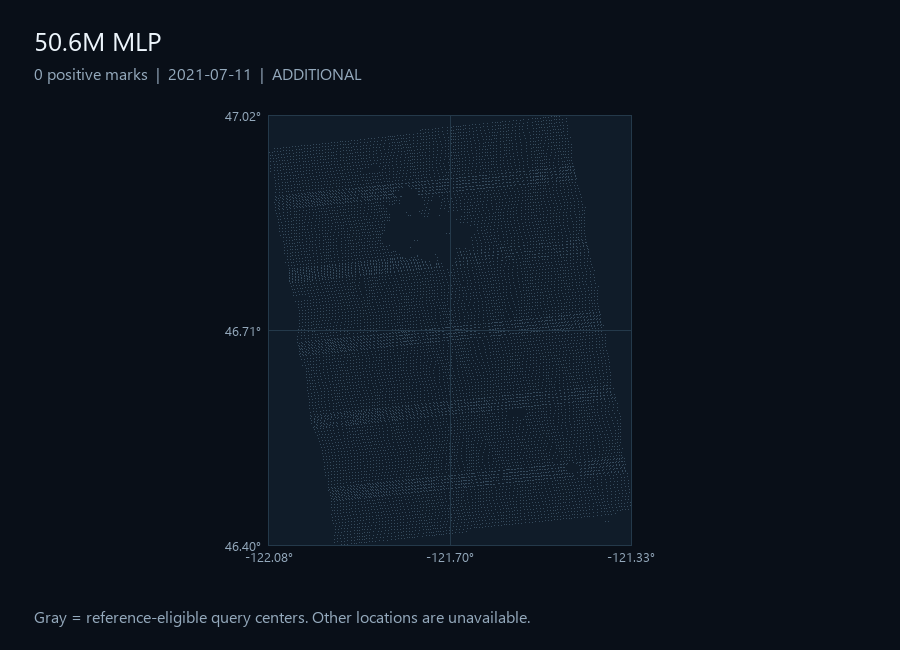 50.6M MLP
0 positive marks | 2021-07-11 | ADDITIONAL
47.02°
46.71°
46.40°
-122.08°
-121.70°
-121.33°
Gray = reference-eligible query centers. Other locations are unavailable.